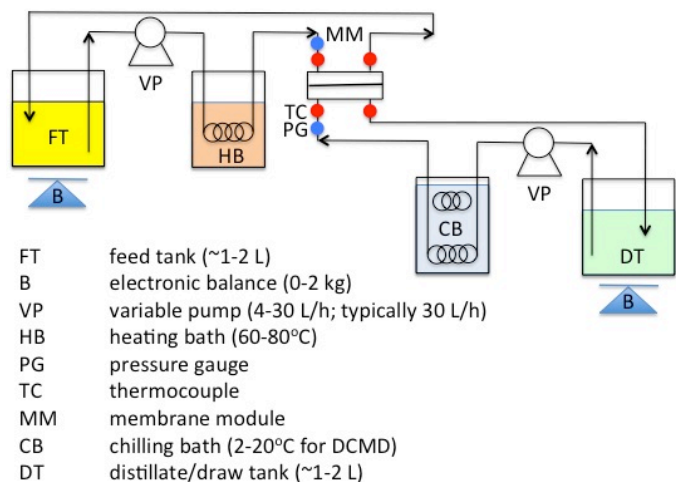 MM
VP
FT
HB
TC
PG
B
VP
CB
DT
B
FT feed tank (~1-2 L)
B electronic balance (0-2 kg)
VP variable pump (4-30 L/h; typically 30 L/h)
HB heating bath (60-80°C)
PG pressure gauge
TC thermocouple
MM membrane module
CB chilling bath (2-20°C for DCMD)
DT distillate/draw tank (~1-2 L)